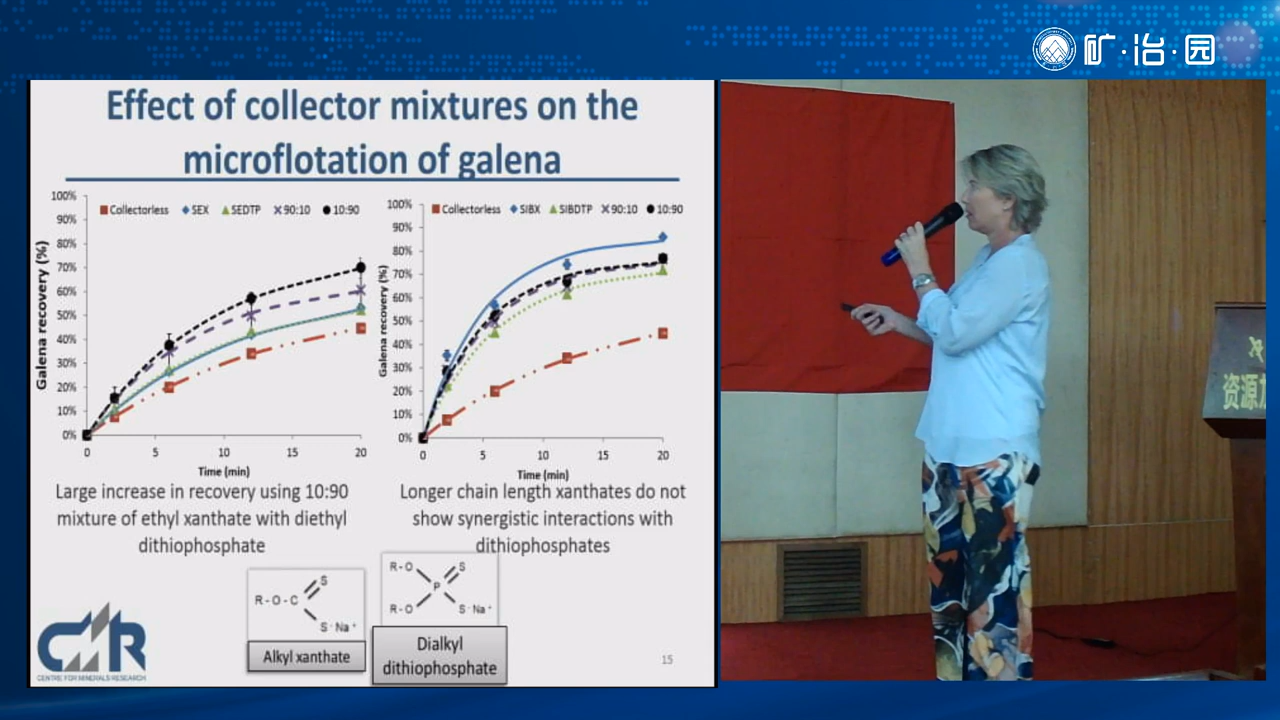 矿·冶·园
Effect of collector mixtures on the
microflotation of galena
100%
90%
80%
70%
60%
50%
40%
30%
20%
10%
0%
Galena recovery (%)
Collectorless SEX SEDTP 90:10 10:90
0 5 10 15 20
Time (min)
100%
90%
80%
70%
60%
50%
40%
30%
20%
10%
0%
Galena recovery (%)
Collectorless SIBX SIBDTP 90:10 10:90
0 5 10 15 20
Time (min)
Large increase in recovery using 10:90
mixture of ethyl xanthate with diethyl
dithiophosphate
Longer chain length xanthates do not
show synergistic interactions with
dithiophosphates
R-O-C
S
S⁻Na⁺
Alkyl xanthate
R-O
S
P
R-O
S⁻Na⁺
Dialkyl
dithiophosphate
CMR
CENTRE FOR MINERALS RESEARCH
15
资源